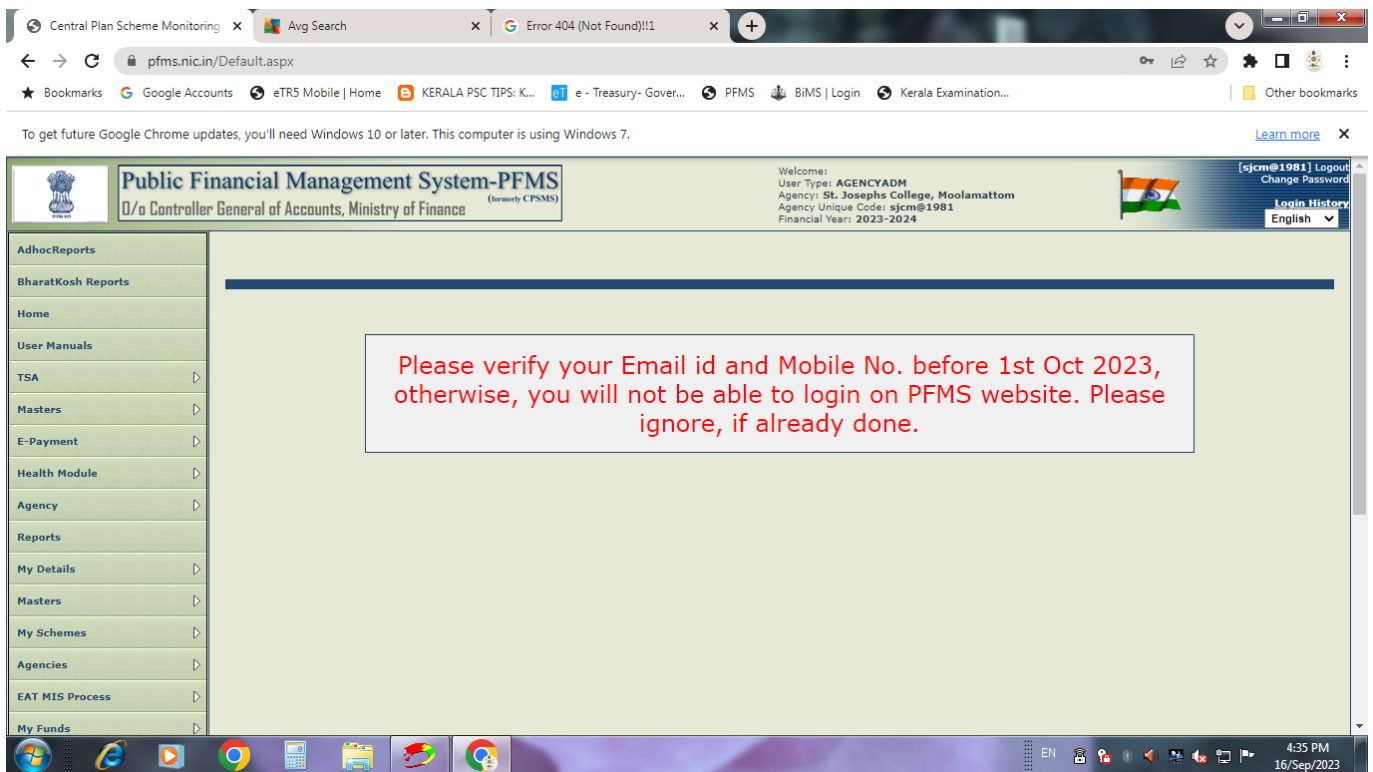 Central Plan Scheme Monitoring
Avg Search
Error 404 (Not Found)!!1
pfms.nic.in/Default.aspx
Bookmarks
Google Accounts
eTR5 Mobile | Home
KERALA PSC TIPS: K...
eT
e - Treasury- Gover...
PFMS
BiMS | Login
Kerala Examination...
Other bookmarks
To get future Google Chrome updates, you'll need Windows 10 or later. This computer is using Windows 7.
Learn more
Public Financial Management System-PFMS
(formerly CPSMS)
O/o Controller General of Accounts, Ministry of Finance
Welcome:
User Type: AGENCYADM
Agency: St. Josephs College, Moolamattom
Agency Unique Code: sjcm@1981
Financial Year: 2023-2024
[sjcm@1981] Logout
Change Password
Login History
English
AdhocReports
BharatKosh Reports
Home
User Manuals
TSA
Masters
E-Payment
Health Module
Agency
Reports
My Details
Masters
My Schemes
Agencies
EAT MIS Process
My Funds
Please verify your Email id and Mobile No. before 1st Oct 2023,
otherwise, you will not be able to login on PFMS website. Please
ignore, if already done.
EN
4:35 PM
16/Sep/2023